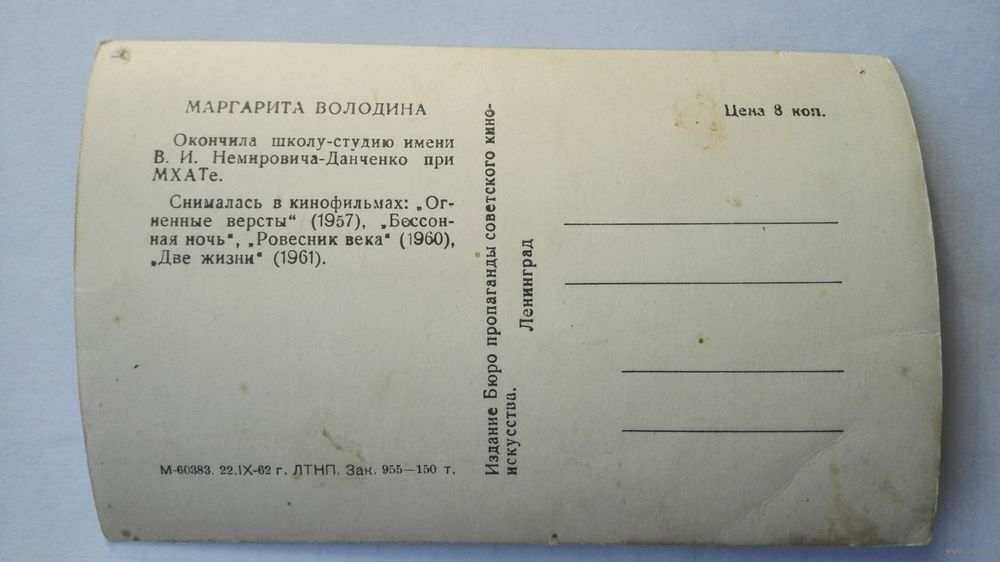 МАРГАРИТА ВОЛОДИНА
Окончила школу-студию имени
В. И. Немировича-Данченко при
МХАТе.
Снималась в кинофильмах: „Ог-
ненные версты“ (1957), „Бессон-
ная ночь“, „Ровесник века“ (1960),
„Две жизни“ (1961).
М-60383. 22.IX-62 г. ЛТНП. Зак. 955—150 т.
Издание Бюро пропаганды советского кино-
искусства.
Ленинград
Цена 8 коп.